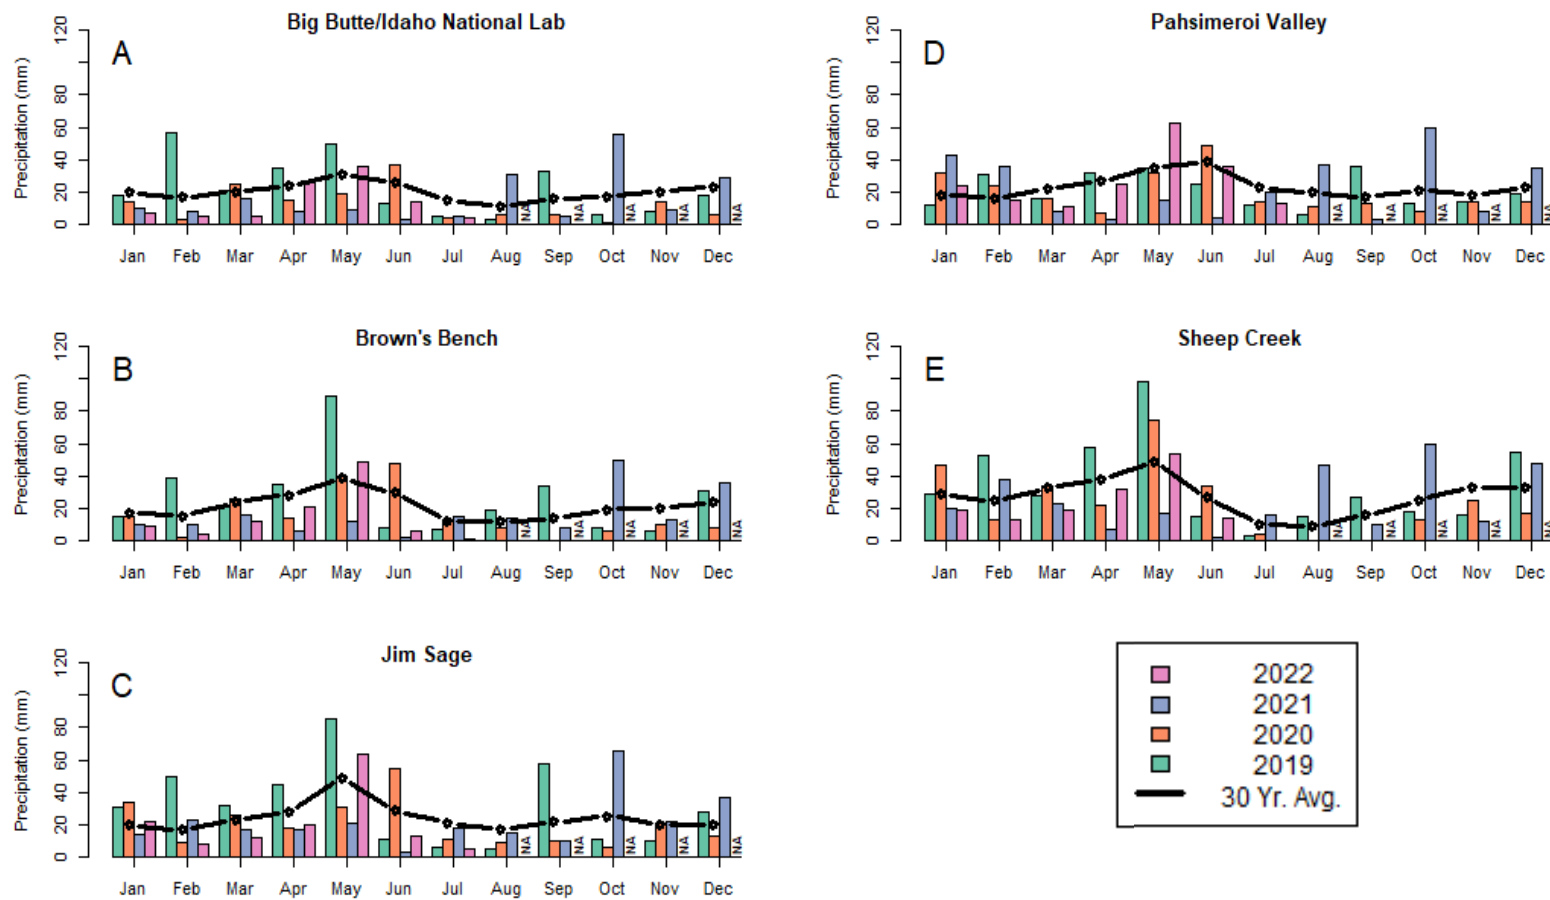 Big Butte/Idaho National Lab
A
Precipitation (mm)
0 20 40 60 80 120
NA NA NA NA NA
Jan Feb Mar Apr May Jun Jul Aug Sep Oct Nov Dec
Pahsimeroi Valley
D
Precipitation (mm)
0 20 40 60 80 120
NA NA NA NA NA
Jan Feb Mar Apr May Jun Jul Aug Sep Oct Nov Dec
Brown's Bench
B
Precipitation (mm)
0 20 40 60 80 120
NA NA NA NA NA
Jan Feb Mar Apr May Jun Jul Aug Sep Oct Nov Dec
Sheep Creek
E
Precipitation (mm)
0 20 40 60 80 120
NA NA NA NA NA
Jan Feb Mar Apr May Jun Jul Aug Sep Oct Nov Dec
Jim Sage
C
Precipitation (mm)
0 20 40 60 80 120
NA NA NA NA NA
Jan Feb Mar Apr May Jun Jul Aug Sep Oct Nov Dec
2022
2021
2020
2019
30 Yr. Avg.